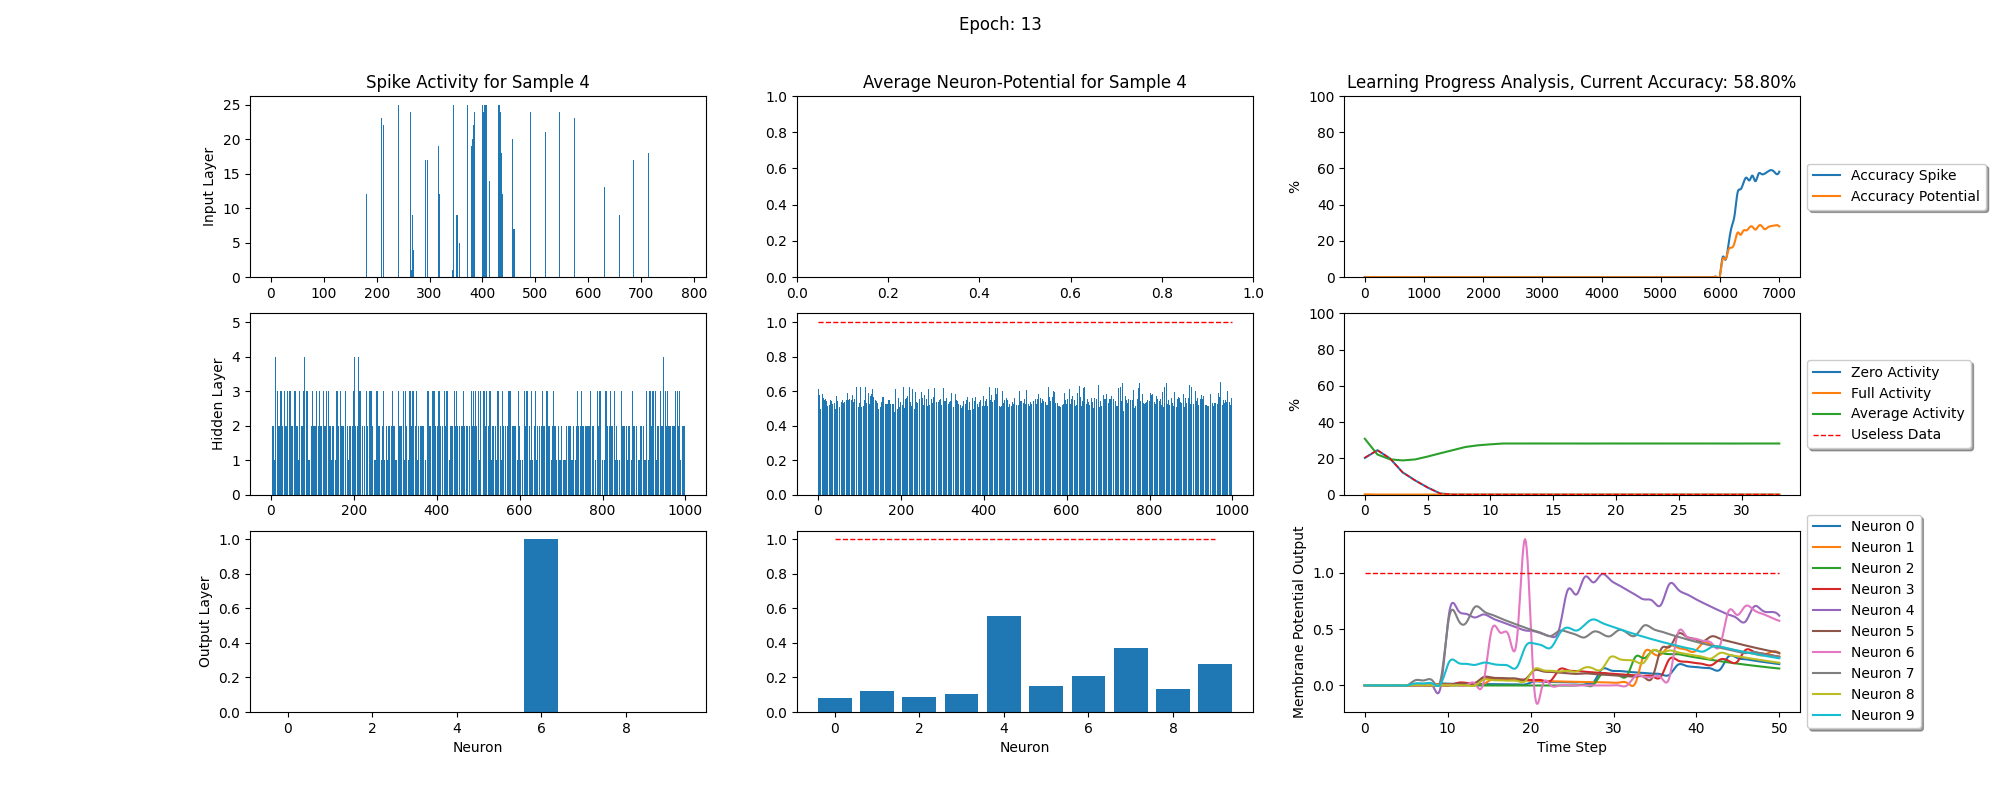 Epoch: 13
Spike Activity for Sample 4
Input Layer
25
20
15
10
5
0
0 100 200 300 400 500 600 700 800
Average Neuron-Potential for Sample 4
1.0
0.8
0.6
0.4
0.2
0.0
0.0 0.2 0.4 0.6 0.8 1.0
Learning Progress Analysis, Current Accuracy: 58.80%
%
100
80
60
40
20
0
0 1000 2000 3000 4000 5000 6000 7000
Accuracy Spike
Accuracy Potential
Hidden Layer
5
4
3
2
1
0
0 200 400 600 800 1000
1.0
0.8
0.6
0.4
0.2
0.0
0 200 400 600 800 1000
%
100
80
60
40
20
0
0 5 10 15 20 25 30
Zero Activity
Full Activity
Average Activity
Useless Data
Output Layer
1.0
0.8
0.6
0.4
0.2
0.0
0 2 4 6 8
Neuron
1.0
0.8
0.6
0.4
0.2
0.0
0 2 4 6 8
Neuron
Membrane Potential Output
1.0
0.5
0.0
0 10 20 30 40 50
Time Step
Neuron 0
Neuron 1
Neuron 2
Neuron 3
Neuron 4
Neuron 5
Neuron 6
Neuron 7
Neuron 8
Neuron 9